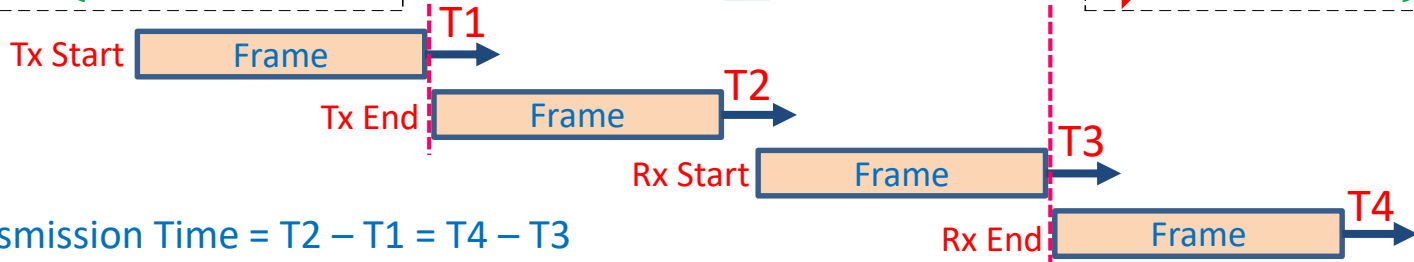 T1
Tx Start Frame
T2
Tx End Frame
T3
Rx Start Frame
T4
smission Time = T2 – T1 = T4 – T3
Rx End Frame